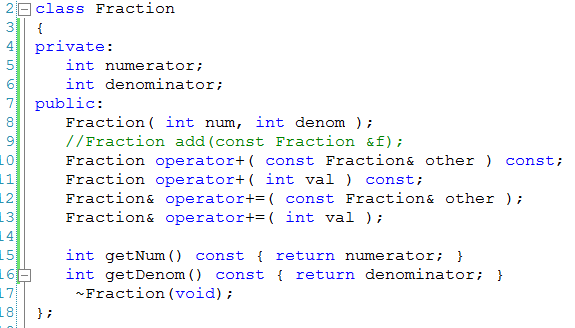 2 class Fraction
3 {
4 private:
5 int numerator;
6 int denominator;
7 public:
8 Fraction( int num, int denom );
9 //Fraction add(const Fraction &f);
10 Fraction operator+( const Fraction& other ) const;
11 Fraction operator+( int val ) const;
12 Fraction& operator+=( const Fraction& other );
13 Fraction& operator+=( int val );
14
15 int getNum() const { return numerator; }
16 int getDenom() const { return denominator; }
17 ~Fraction(void);
18 };